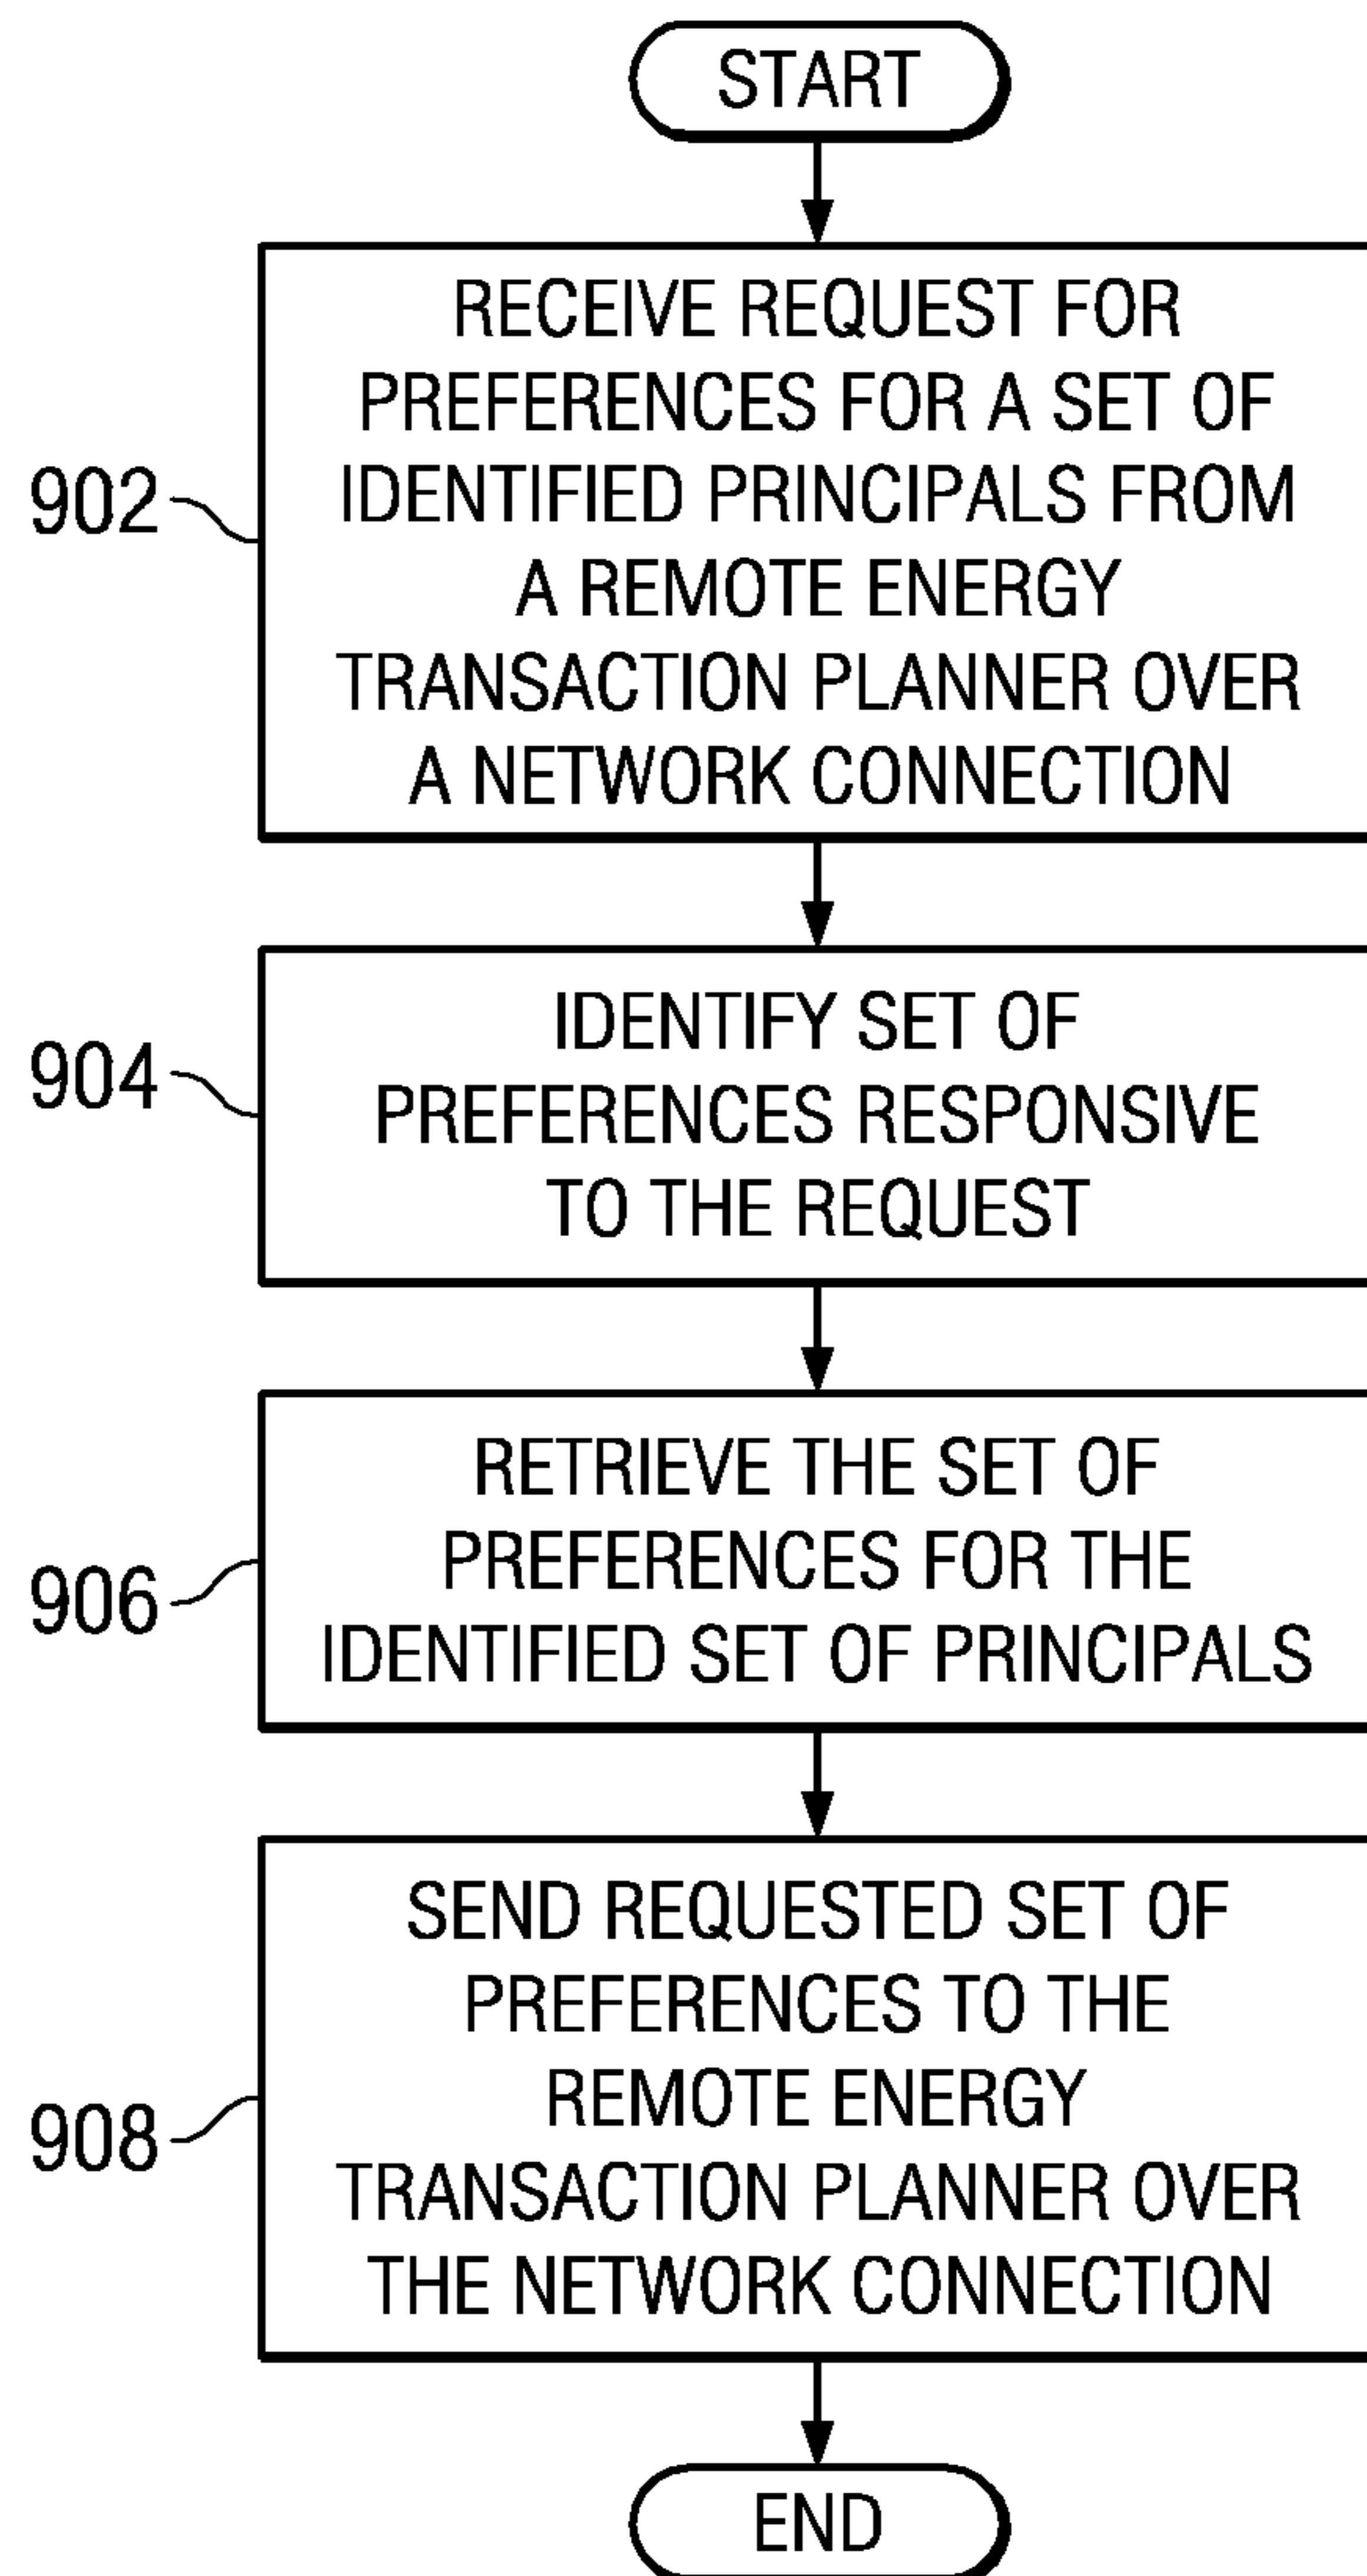 START
RECEIVE REQUEST FOR
PREFERENCES FOR A SET OF
IDENTIFIED PRINCIPALS FROM
A REMOTE ENERGY
TRANSACTION PLANNER OVER
A NETWORK CONNECTION
902
IDENTIFY SET OF
PREFERENCES RESPONSIVE
TO THE REQUEST
904
RETRIEVE THE SET OF
PREFERENCES FOR THE
IDENTIFIED SET OF PRINCIPALS
906
SEND REQUESTED SET OF
PREFERENCES TO THE
REMOTE ENERGY
TRANSACTION PLANNER OVER
THE NETWORK CONNECTION
908
END